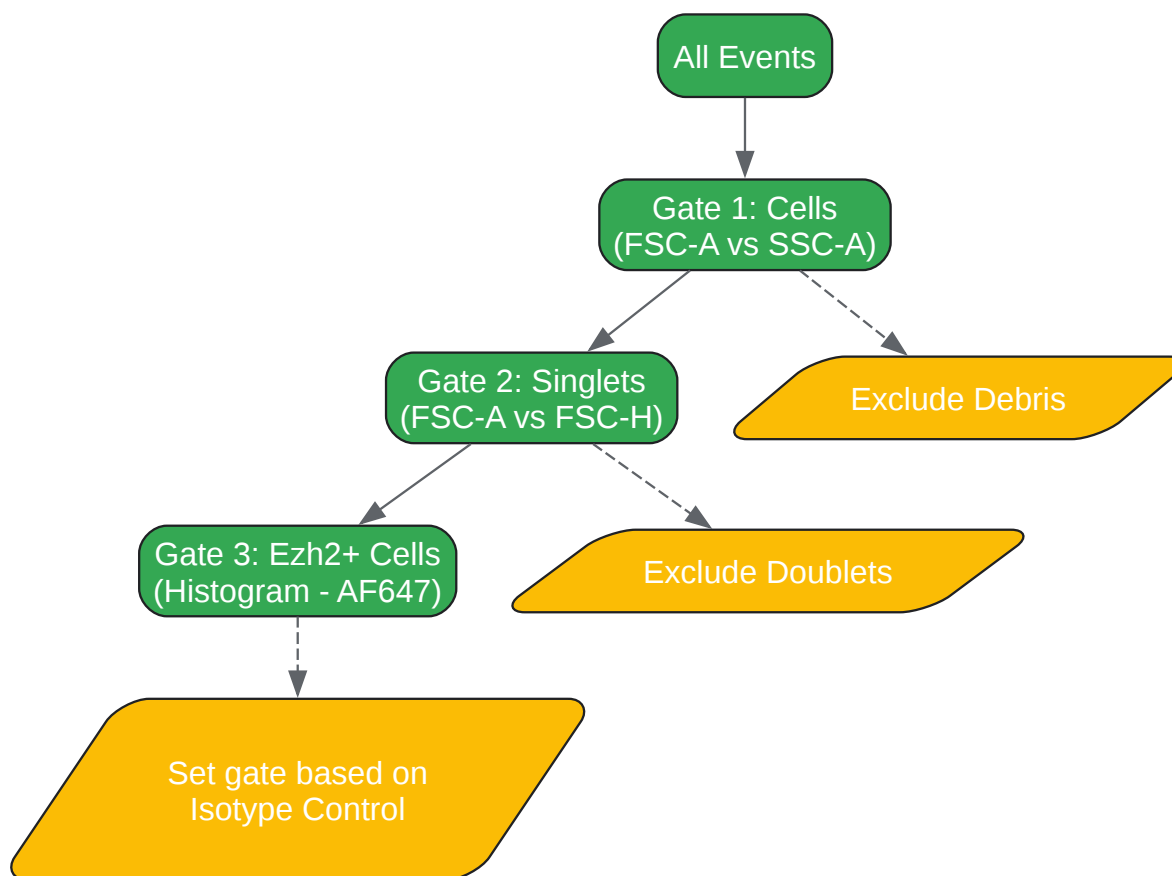 All Events
Gate 1: Cells
(FSC-A vs SSC-A)
Gate 2: Singlets
(FSC-A vs FSC-H)
Exclude Debris
Gate 3: Ezh2+ Cells
(Histogram - AF647)
Exclude Doublets
Set gate based on
Isotype Control